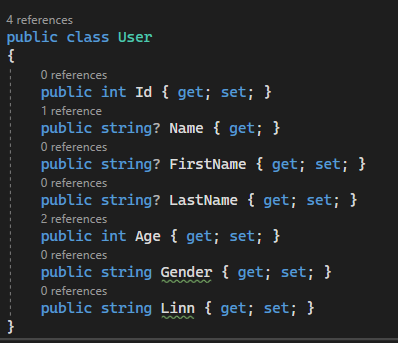 4 references
public class User
{
0 references
public int Id { get; set; }
1 reference
public string? Name { get; }
0 references
public string? FirstName { get; set; }
0 references
public string? LastName { get; set; }
2 references
public int Age { get; set; }
0 references
public string Gender { get; set; }
0 references
public string Linn { get; set; }
}